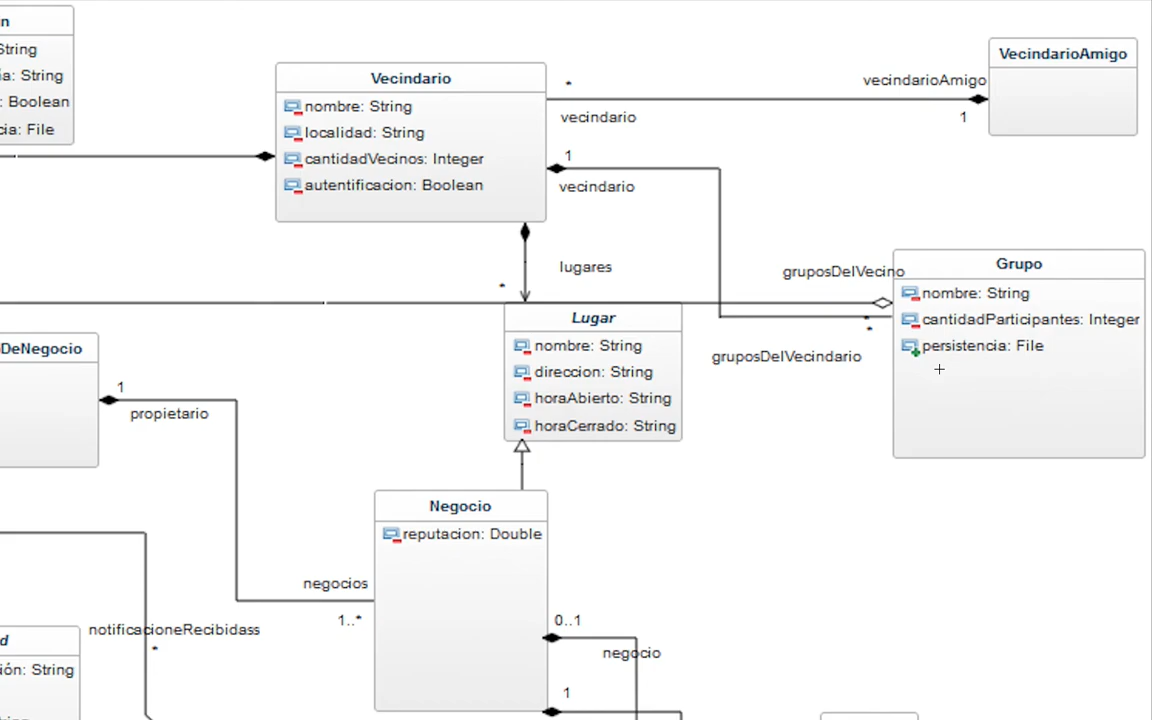 n
String
a: String
: Boolean
cia: File
Vecindario
nombre: String
localidad: String
cantidadVecinos: Integer
autentificacion: Boolean
*
vecindario
vecindarioAmigo
1
VecindarioAmigo
1
vecindario
lugares
*
gruposDelVecino
*
*
gruposDelVecindario
Grupo
nombre: String
cantidadParticipantes: Integer
persistencia: File
Lugar
nombre: String
direccion: String
horaAbierto: String
horaCerrado: String
DeNegocio
1
propietario
negocios
1..*
Negocio
reputacion: Double
0..1
negocio
1
notificacioneRecibidass
*
d
ión: String